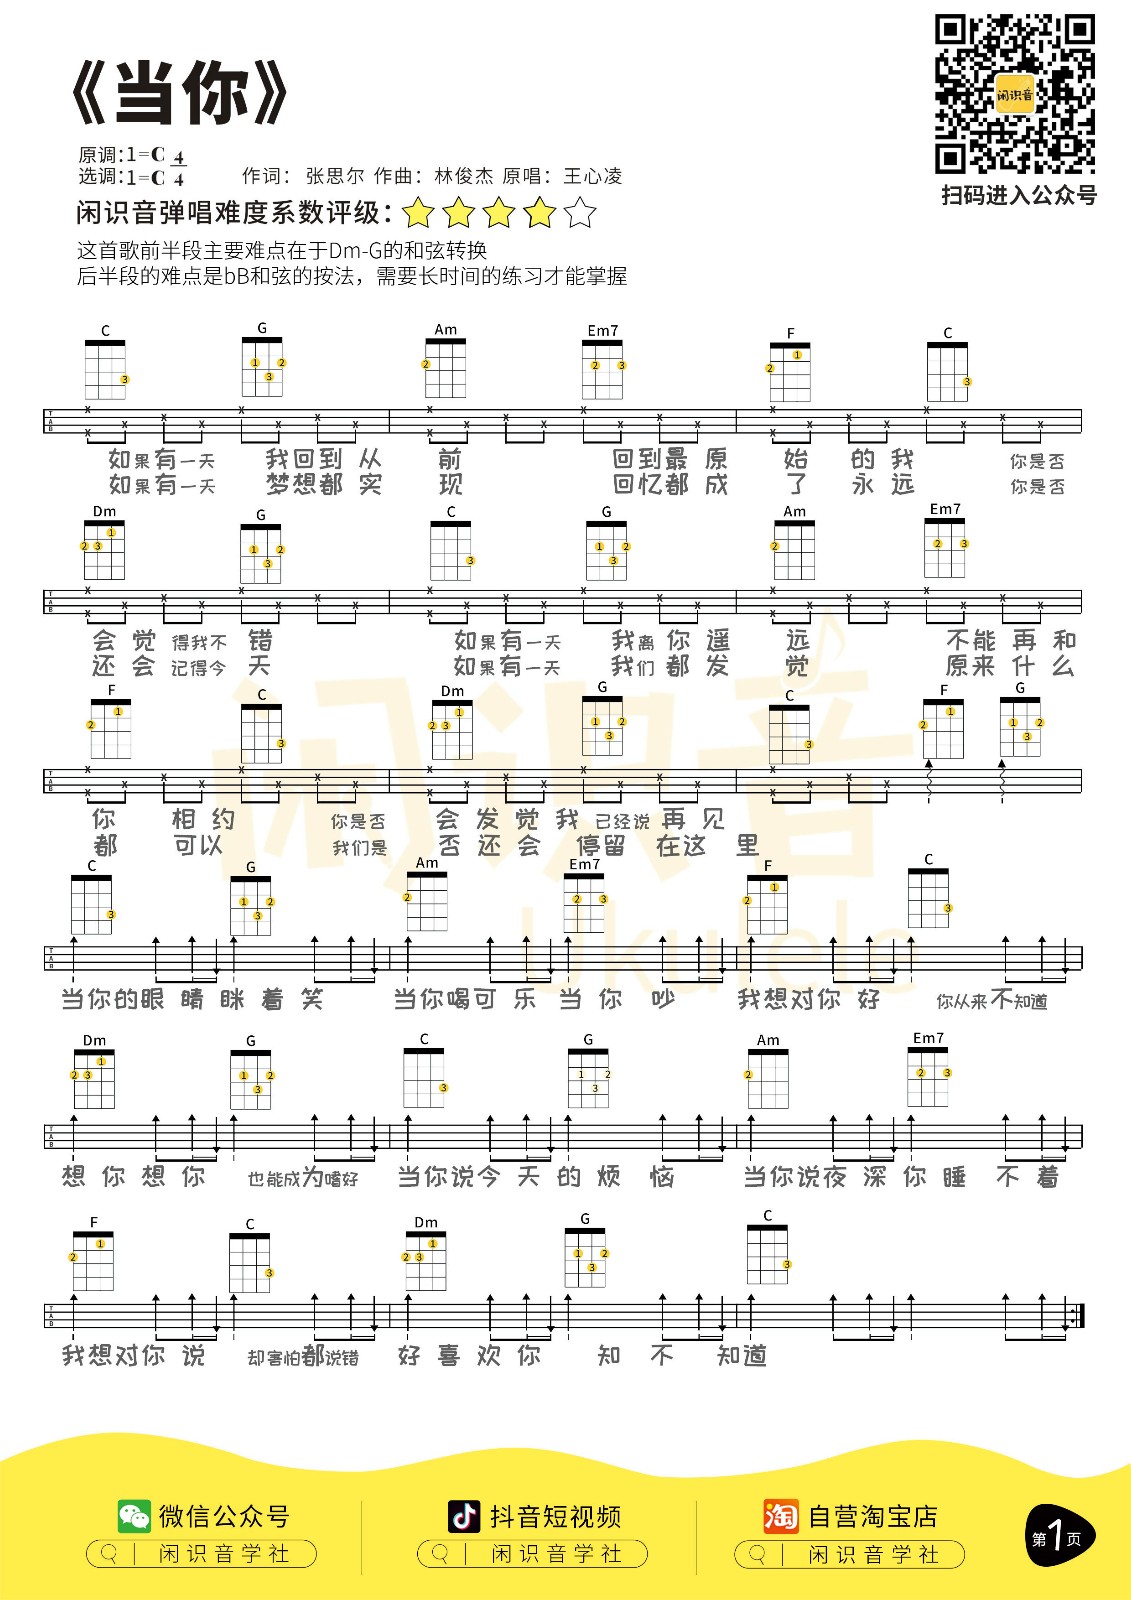 《当你》
闲识音
扫码进入公众号
原调:1=C 4
选调:1=C 4
作词：张思尔 作曲：林俊杰 原唱：王心凌
闲识音弹唱难度系数评级：
这首歌前半段主要难点在于Dm-G的和弦转换
后半段的难点是bB和弦的按法，需要长时间的练习才能掌握
C G Am Em7 F C
如果有一天 我回到从 前 回到最原 始 的我 你是否
如果有一天 梦想都实 现 回忆都成 了 永远 你是否
Dm G C G Am Em7
会觉得我不错 如果有一天 我离你遥 远 不能再和
还会记得今天 如果有一天 我们都发 觉 原来什么
F C Dm G C F G
你 相约 你是否 会发觉我已经说再见
都 可以 我们是 否还会 停留在这里
闲识音
Ukulele
C G Am Em7 F C
当你的眼睛眯着笑 当你喝可乐当你吵 我想对你好 你从来不知道
Dm G C G Am Em7
想你想你 也能成为嗜好 当你说今天的烦恼 当你说夜深你睡不着
F C Dm G C
我想对你说 却害怕都说错 好喜欢你 知不 知道
微信公众号 抖音短视频 淘 自营淘宝店
闲识音学社 闲识音学社 闲识音学社
第1页